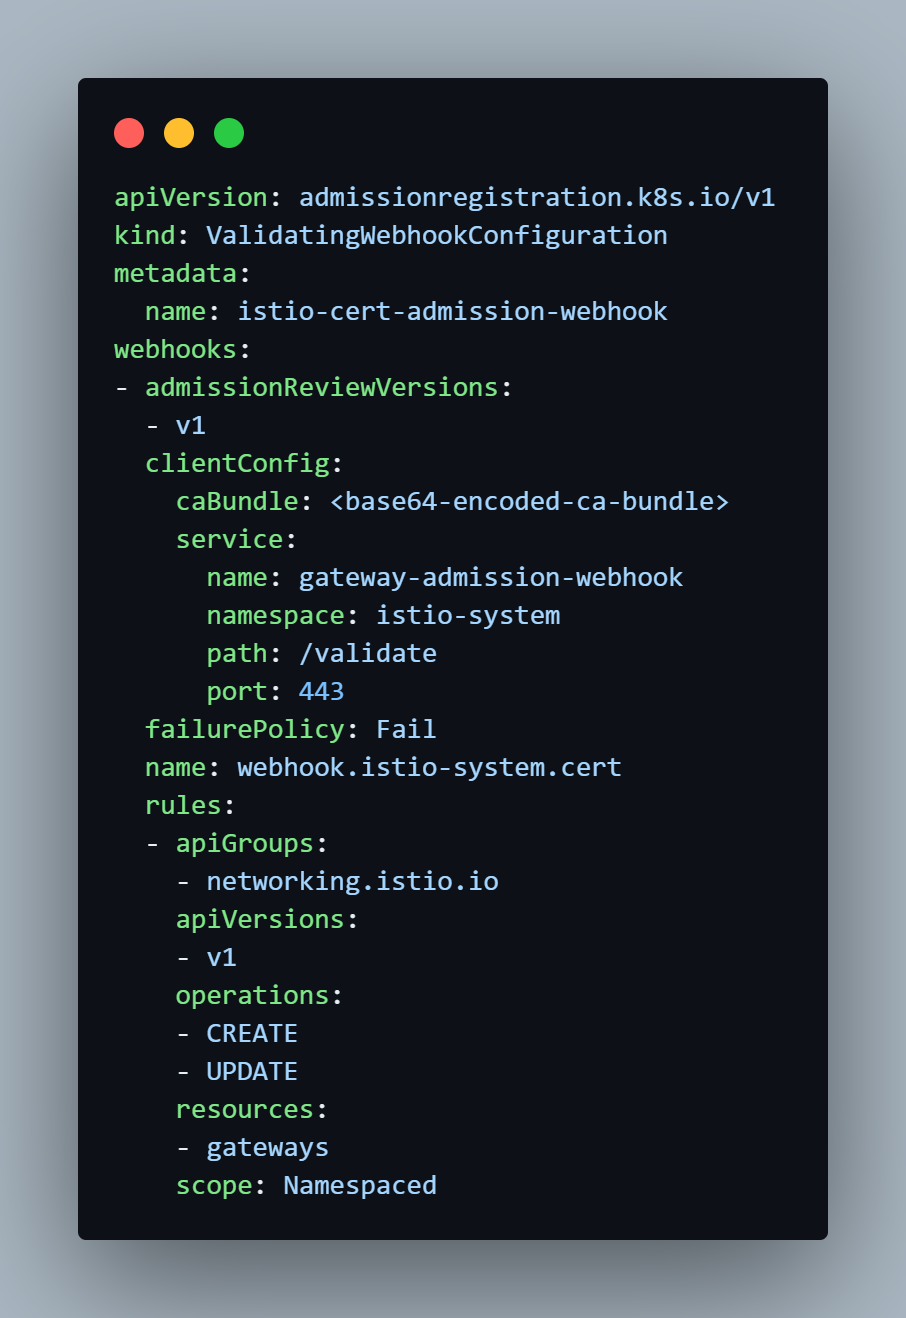 apiVersion: admissionregistration.k8s.io/v1
kind: ValidatingWebhookConfiguration
metadata:
  name: istio-cert-admission-webhook
webhooks:
- admissionReviewVersions:
  - v1
  clientConfig:
    caBundle: <base64-encoded-ca-bundle>
    service:
      name: gateway-admission-webhook
      namespace: istio-system
      path: /validate
      port: 443
  failurePolicy: Fail
  name: webhook.istio-system.cert
  rules:
  - apiGroups:
    - networking.istio.io
    apiVersions:
    - v1
    operations:
    - CREATE
    - UPDATE
    resources:
    - gateways
    scope: Namespaced